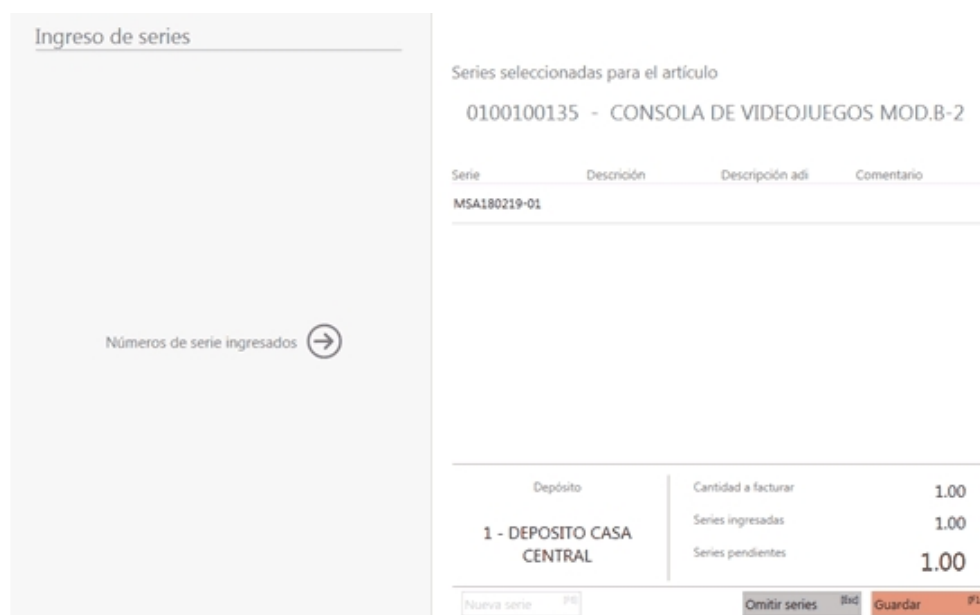 Ingreso de series
Números de serie ingresados
Series seleccionadas para el artículo
0100100135 - CONSOLA DE VIDEOJUEGOS MOD.B-2
Serie Descrición Descripción adi Comentario
MSA180219-01
Depósito
1 - DEPOSITO CASA
CENTRAL
Cantidad a facturar 1.00
Series ingresadas 1.00
Series pendientes 1.00
Nueva serie
Omitir series [Esc]
Guardar